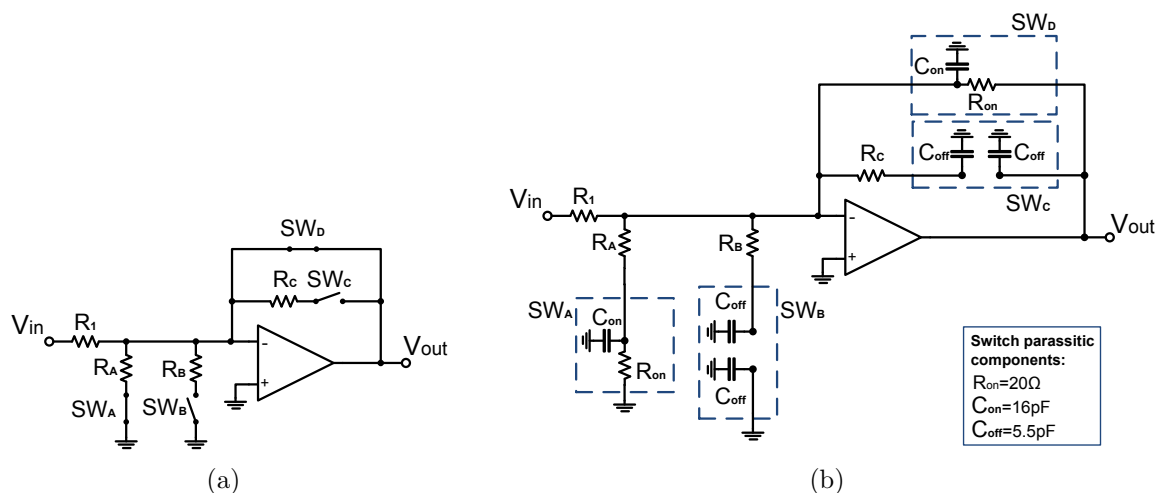 SWD
Rc SWc
Vin
R1
RA
RB
SWA
SWB
-
+
Vout
(a)
SWD
Con
Ron
Rc
Coff
Coff
SWc
Vin
R1
RA
RB
-
+
Vout
SWA
Con
Ron
Coff
SWB
Coff
Switch parassitic
components:
Ron=20Ω
Con=16pF
Coff=5.5pF
(b)